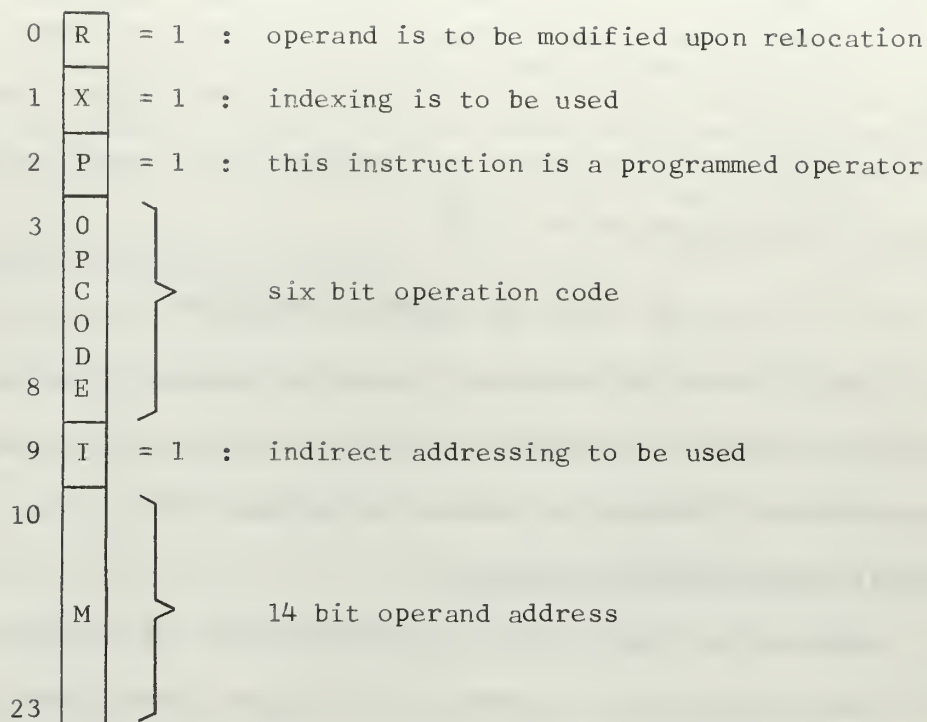 0 R = 1 : operand is to be modified upon relocation
1 X = 1 : indexing is to be used
2 P = 1 : this instruction is a programmed operator
3 O
P
C six bit operation code
O
D
8 E
9 I = 1 : indirect addressing to be used
10
M 14 bit operand address
23